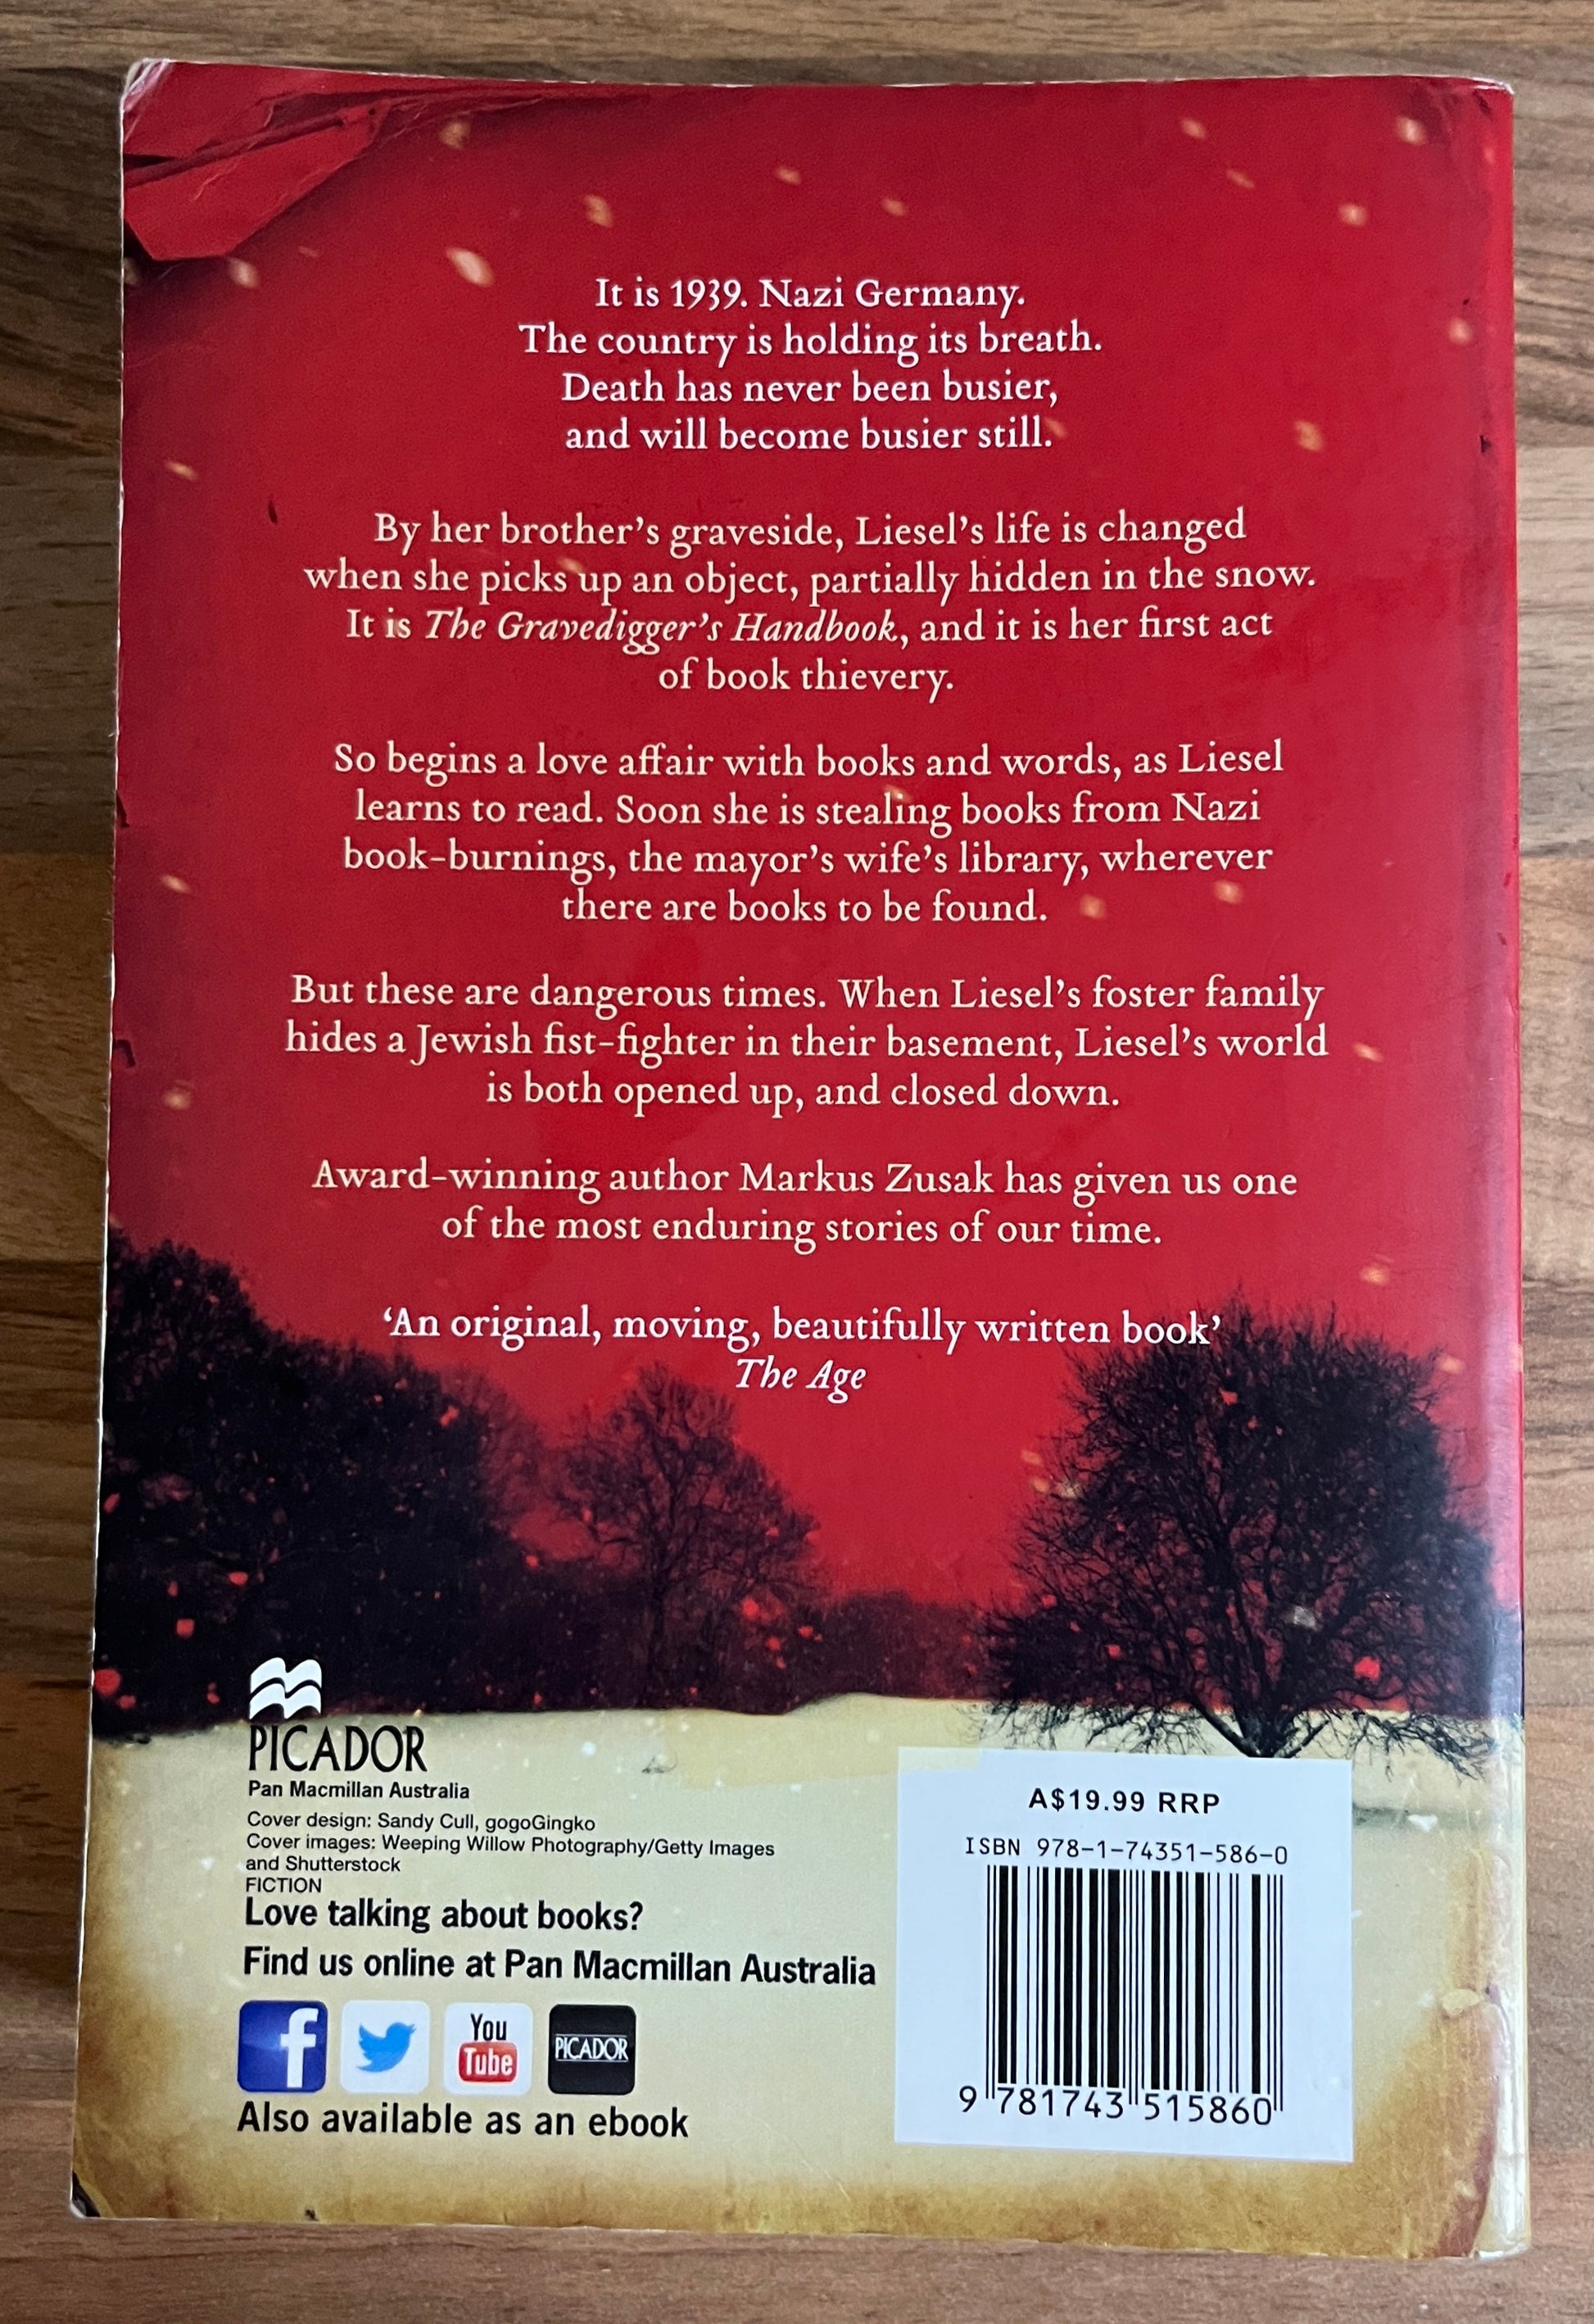 It is 1939. Nazi Germany.
The country is holding its breath.
Death has never been busier,
and will become busier still.
By her brother’s graveside, Liesel’s life is changed
when she picks up an object, partially hidden in the snow.
It is The Gravedigger’s Handbook, and it is her first act
of book thievery.
So begins a love affair with books and words, as Liesel
learns to read. Soon she is stealing books from Nazi
book-burnings, the mayor’s wife’s library, wherever
there are books to be found.
But these are dangerous times. When Liesel’s foster family
hides a Jewish fist-fighter in their basement, Liesel’s world
is both opened up, and closed down.
Award-winning author Markus Zusak has given us one
of the most enduring stories of our time.
‘An original, moving, beautifully written book’
The Age
PICADOR
Pan Macmillan Australia
Cover design: Sandy Cull, gogoGingko
Cover images: Weeping Willow Photography/Getty Images
and Shutterstock
FICTION
Love talking about books?
Find us online at Pan Macmillan Australia
f
You
Tube
PICADOR
Also available as an ebook
A$19.99 RRP
ISBN 978-1-74351-586-0
9 781743 515860